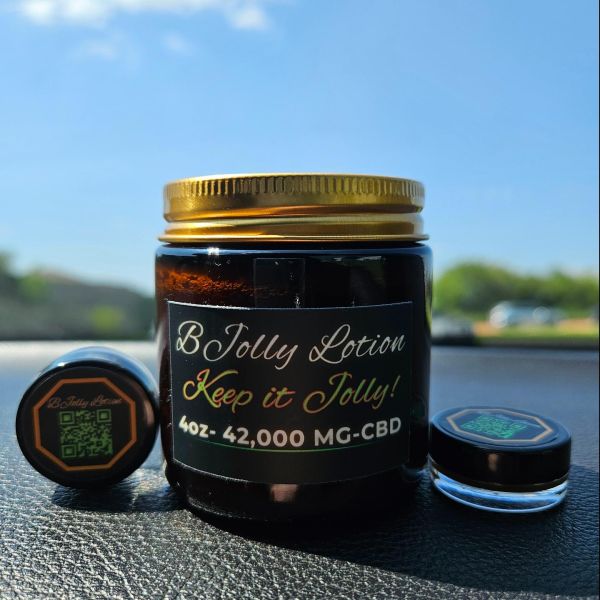 B Jolly Lotion
Keep it Jolly!
4oz- 42,000 MG-CBD
B Jolly Lotion